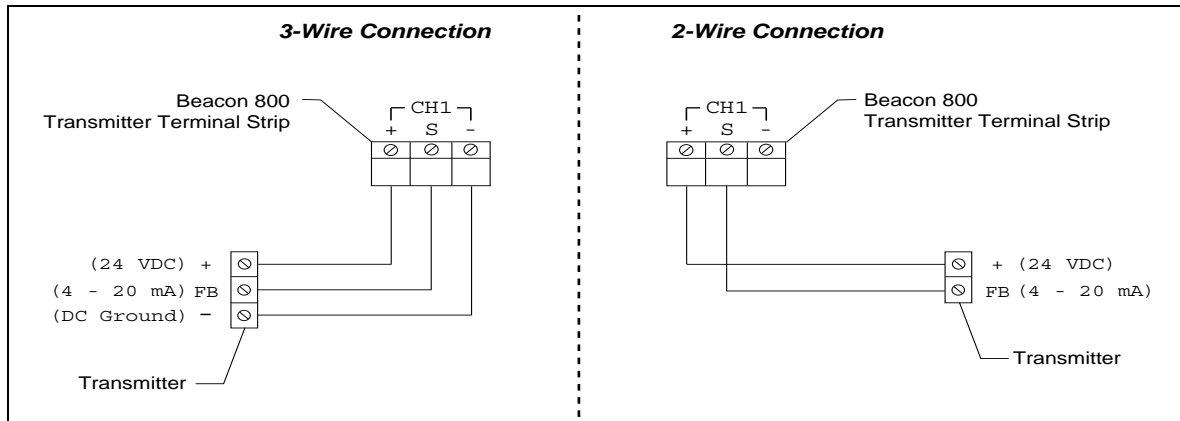 3-Wire Connection
Beacon 800
Transmitter Terminal Strip
CH1
+ S -
(24 VDC) +
(4 - 20 mA) FB
(DC Ground) -
Transmitter
2-Wire Connection
CH1
+ S -
Beacon 800
Transmitter Terminal Strip
+ (24 VDC)
FB (4 - 20 mA)
Transmitter